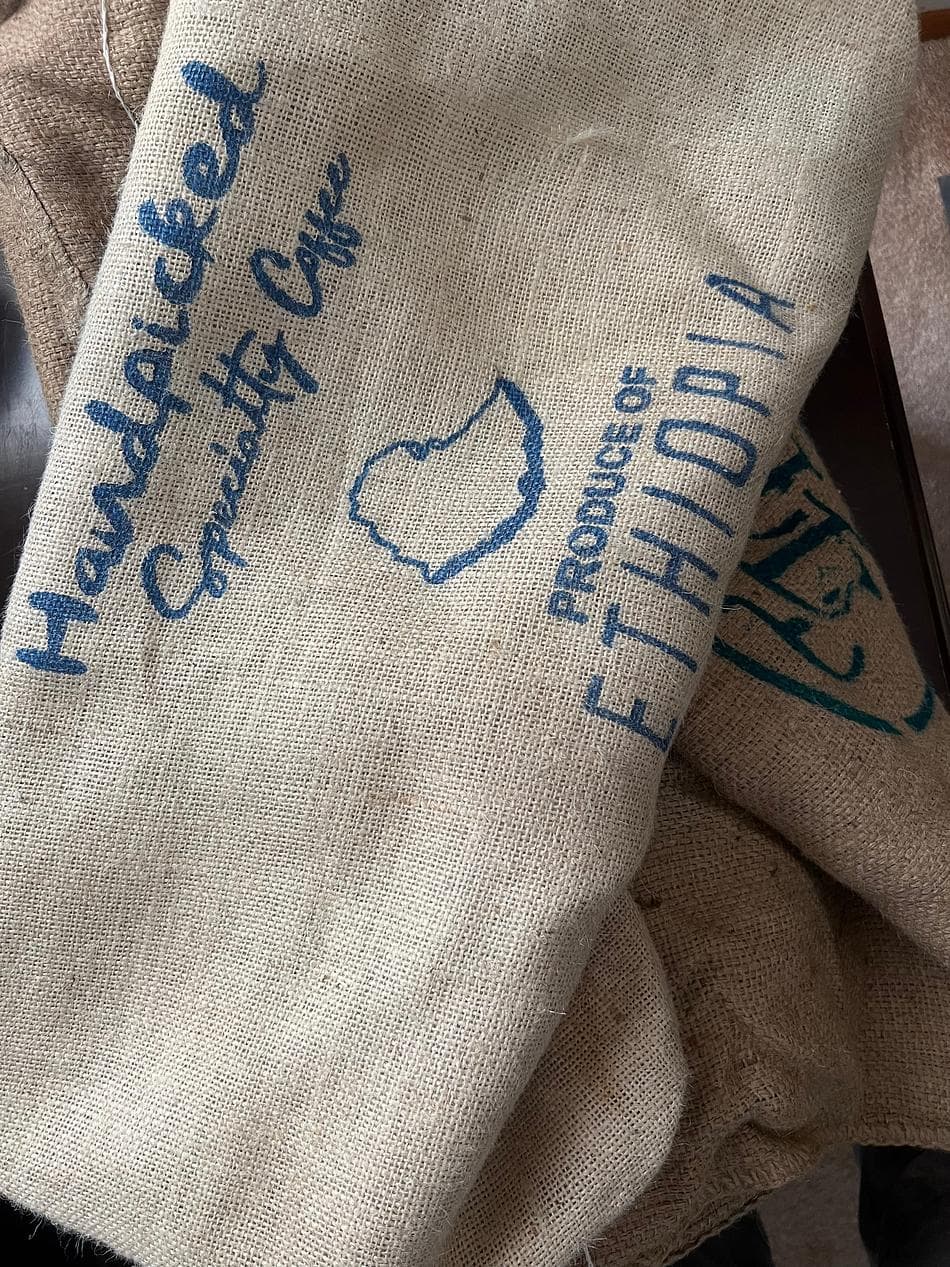 Handpicked
Specialty Coffee
PRODUCE OF
ETHIOPIA